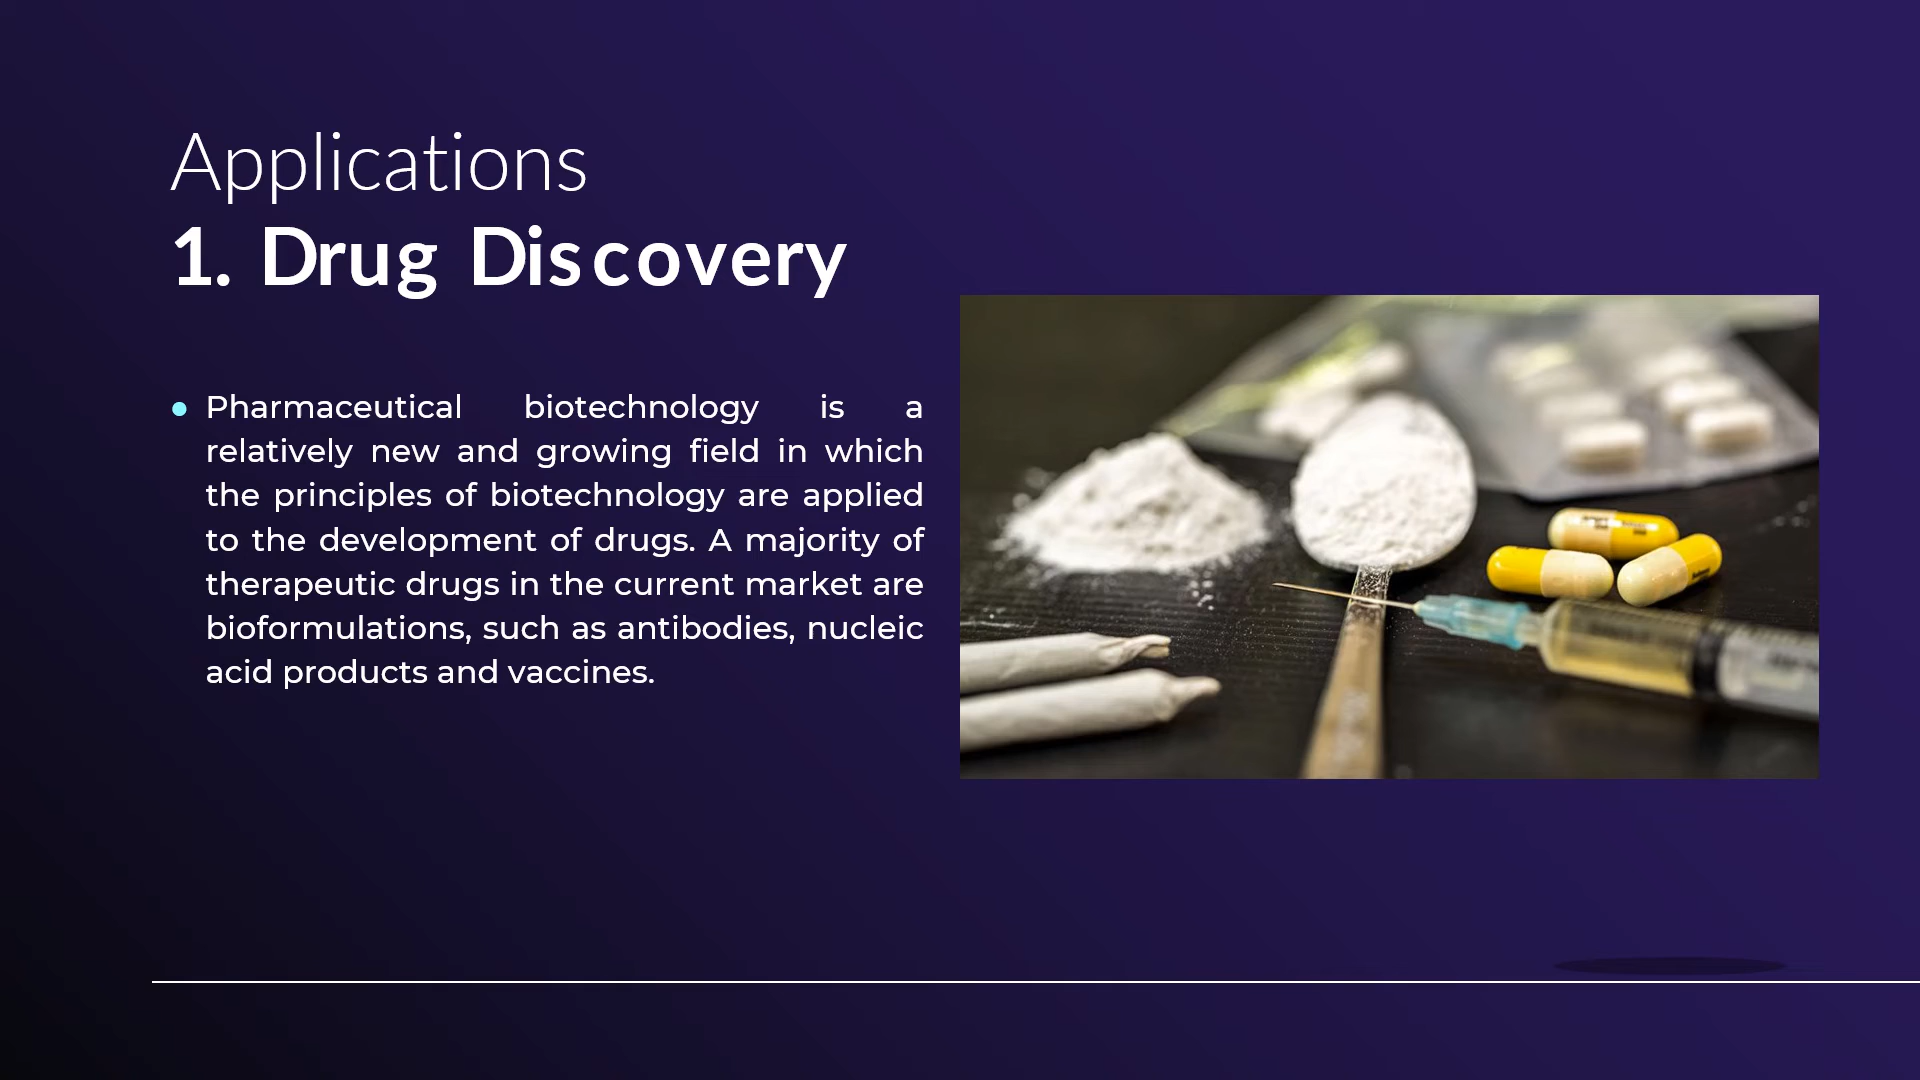 Applications
1. Drug Discovery
Pharmaceutical biotechnology is a
relatively new and growing field in which
the principles of biotechnology are applied
to the development of drugs. A majority of
therapeutic drugs in the current market are
bioformulations, such as antibodies, nucleic
acid products and vaccines.